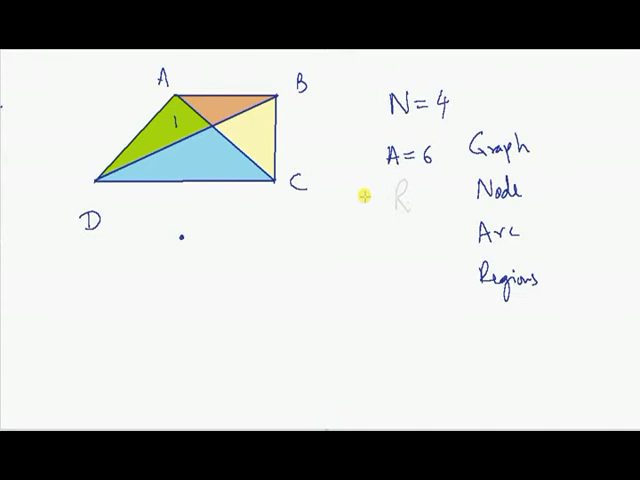 A
B
1
C
D
N = 4
A = 6
R
Graph
Node
Arc
Regions